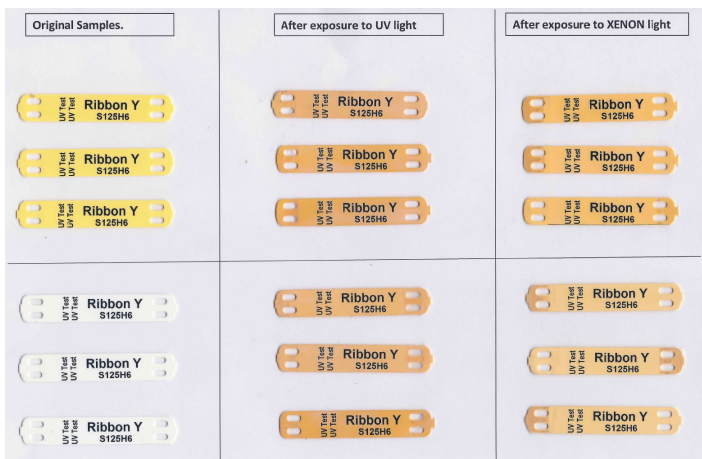 Original Samples.
After exposure to UV light
After exposure to XENON light
UV Test
UV Test
Ribbon Y
S125H6
UV Test
UV Test
Ribbon Y
S125H6
UV Test
UV Test
Ribbon Y
S125H6
UV Test
UV Test
Ribbon Y
S125H6
UV Test
UV Test
Ribbon Y
S125H6
UV Test
UV Test
Ribbon Y
S125H6
UV Test
UV Test
Ribbon Y
S125H6
UV Test
UV Test
Ribbon Y
S125H6
UV Test
UV Test
Ribbon Y
S125H6
UV Test
UV Test
Ribbon Y
S125H6
UV Test
UV Test
Ribbon Y
S125H6
UV Test
UV Test
Ribbon Y
S125H6
UV Test
UV Test
Ribbon Y
S125H6
UV Test
UV Test
Ribbon Y
S125H6
UV Test
UV Test
Ribbon Y
S125H6
UV Test
UV Test
Ribbon Y
S125H6
UV Test
UV Test
Ribbon Y
S125H6
UV Test
UV Test
Ribbon Y
S125H6